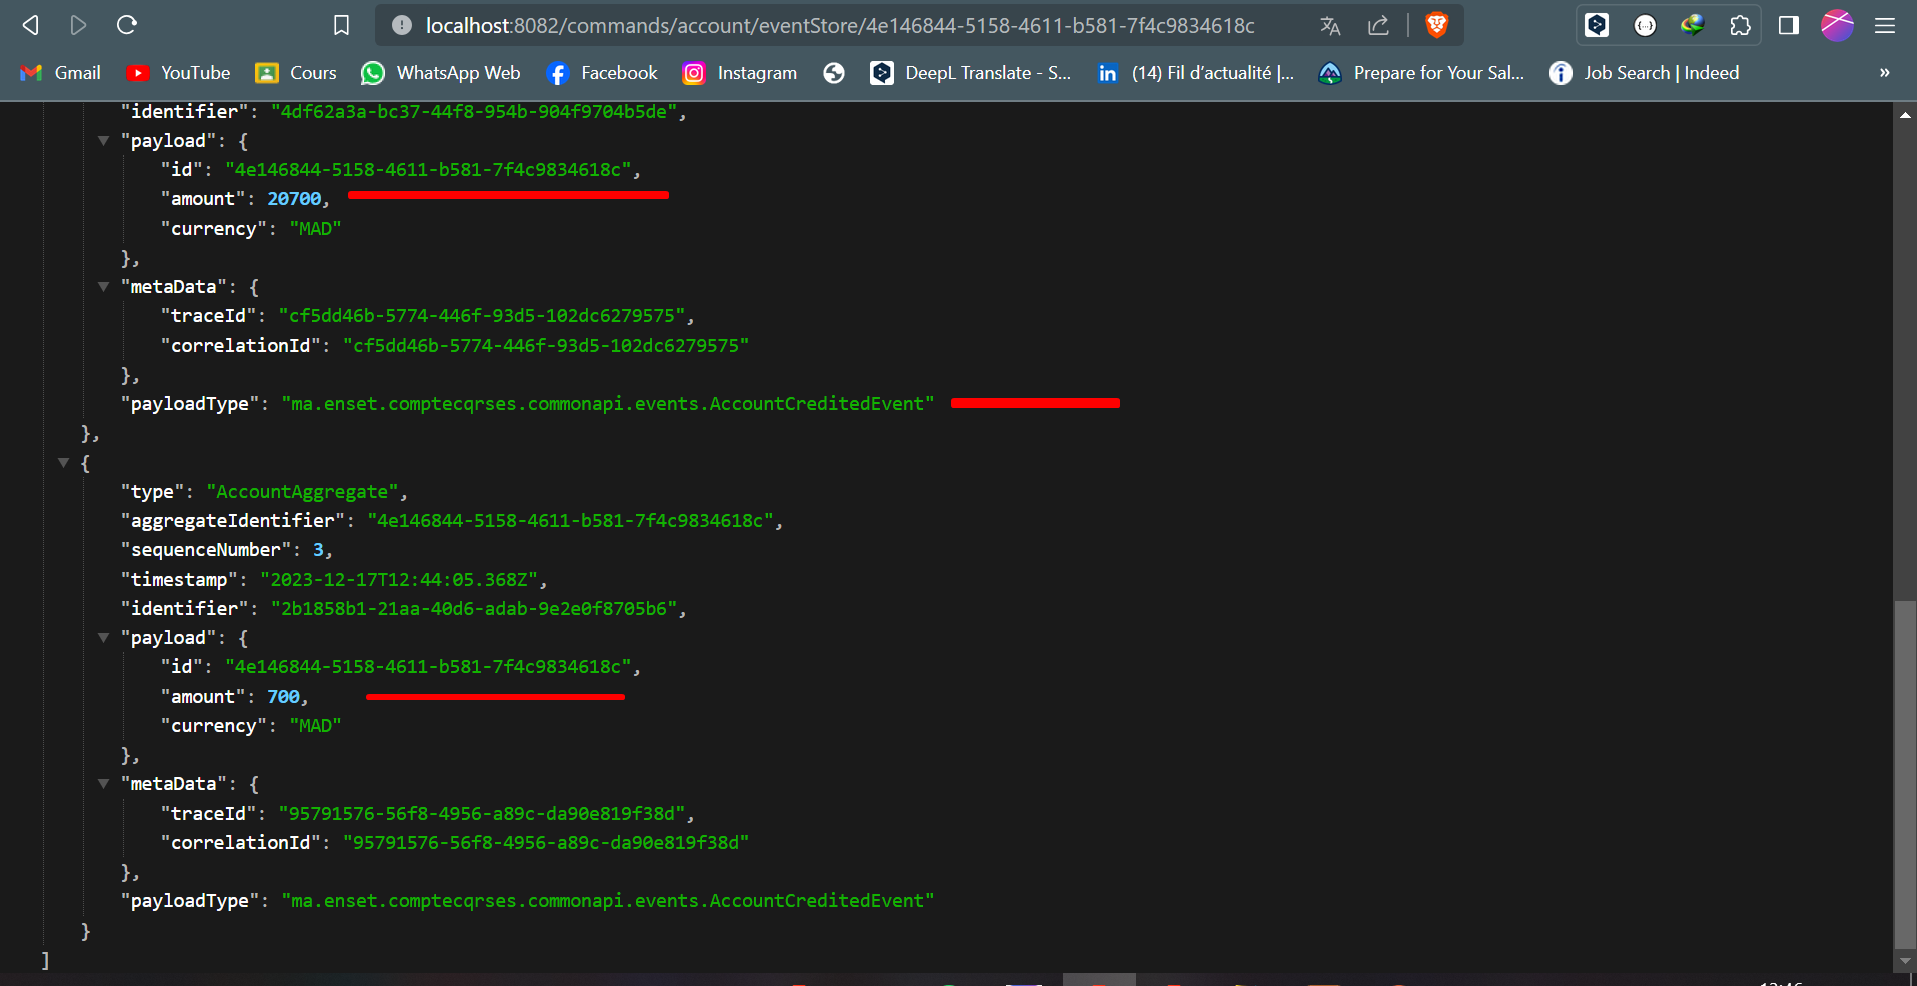 localhost:8082/commands/account/eventStore/4e146844-5158-4611-b581-7f4c9834618c
Gmail YouTube Cours WhatsApp Web Facebook Instagram DeepL Translate - S... (14) Fil d'actualité |... Prepare for Your Sal... Job Search | Indeed »
"identifier": "4df62a3a-bc37-44f8-954b-904f9704b5de",
"payload": {
"id": "4e146844-5158-4611-b581-7f4c9834618c",
"amount": 20700,
"currency": "MAD"
},
"metaData": {
"traceId": "cf5dd46b-5774-446f-93d5-102dc6279575",
"correlationId": "cf5dd46b-5774-446f-93d5-102dc6279575"
},
"payloadType": "ma.enset.comptecqrses.commonapi.events.AccountCreditedEvent"
},
{
"type": "AccountAggregate",
"aggregateIdentifier": "4e146844-5158-4611-b581-7f4c9834618c",
"sequenceNumber": 3,
"timestamp": "2023-12-17T12:44:05.368Z",
"identifier": "2b1858b1-21aa-40d6-adab-9e2e0f8705b6",
"payload": {
"id": "4e146844-5158-4611-b581-7f4c9834618c",
"amount": 700,
"currency": "MAD"
},
"metaData": {
"traceId": "95791576-56f8-4956-a89c-da90e819f38d",
"correlationId": "95791576-56f8-4956-a89c-da90e819f38d"
},
"payloadType": "ma.enset.comptecqrses.commonapi.events.AccountCreditedEvent"
}
]